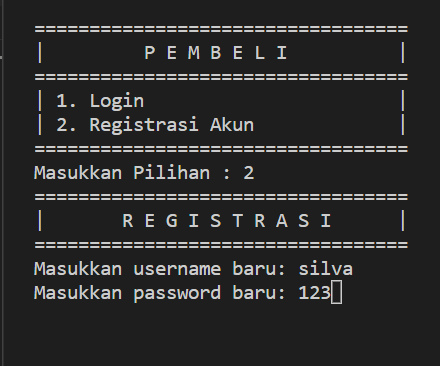 ==================================
|         P E M B E L I          |
==================================
| 1. Login                       |
| 2. Registrasi Akun             |
==================================
Masukkan Pilihan : 2
==================================
|       R E G I S T R A S I      |
==================================
Masukkan username baru: silva
Masukkan password baru: 123